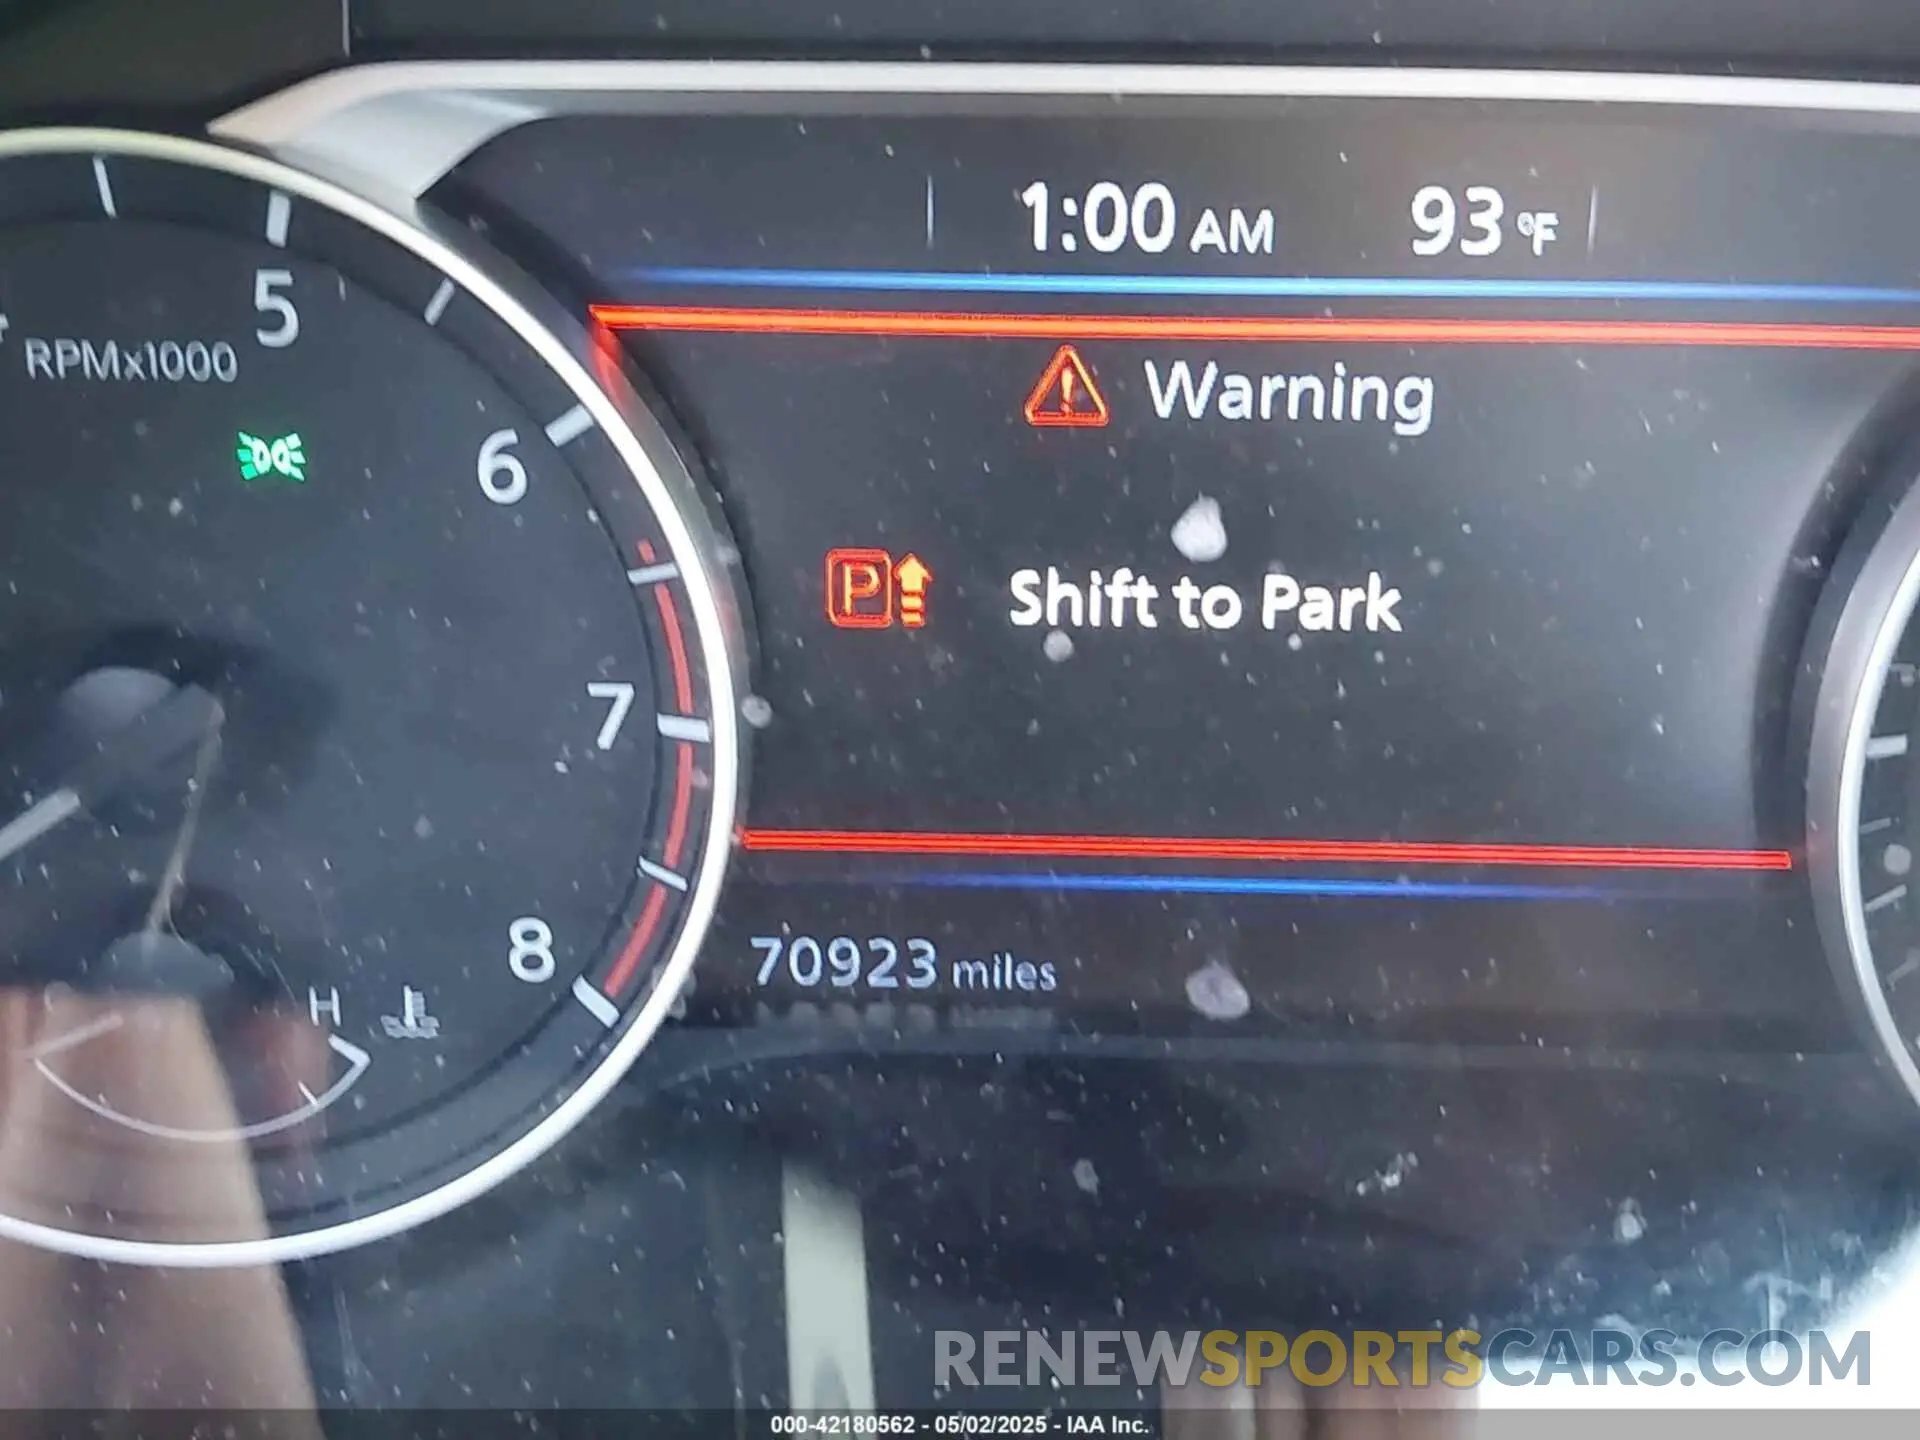 1:00 AM 93 °F
5
RPMx1000
Warning
6
Shift to Park
7
8
70923 miles
H
RENEWSPORTSCARS.COM
000-42180562 - 05/02/2025 - IAA Inc.